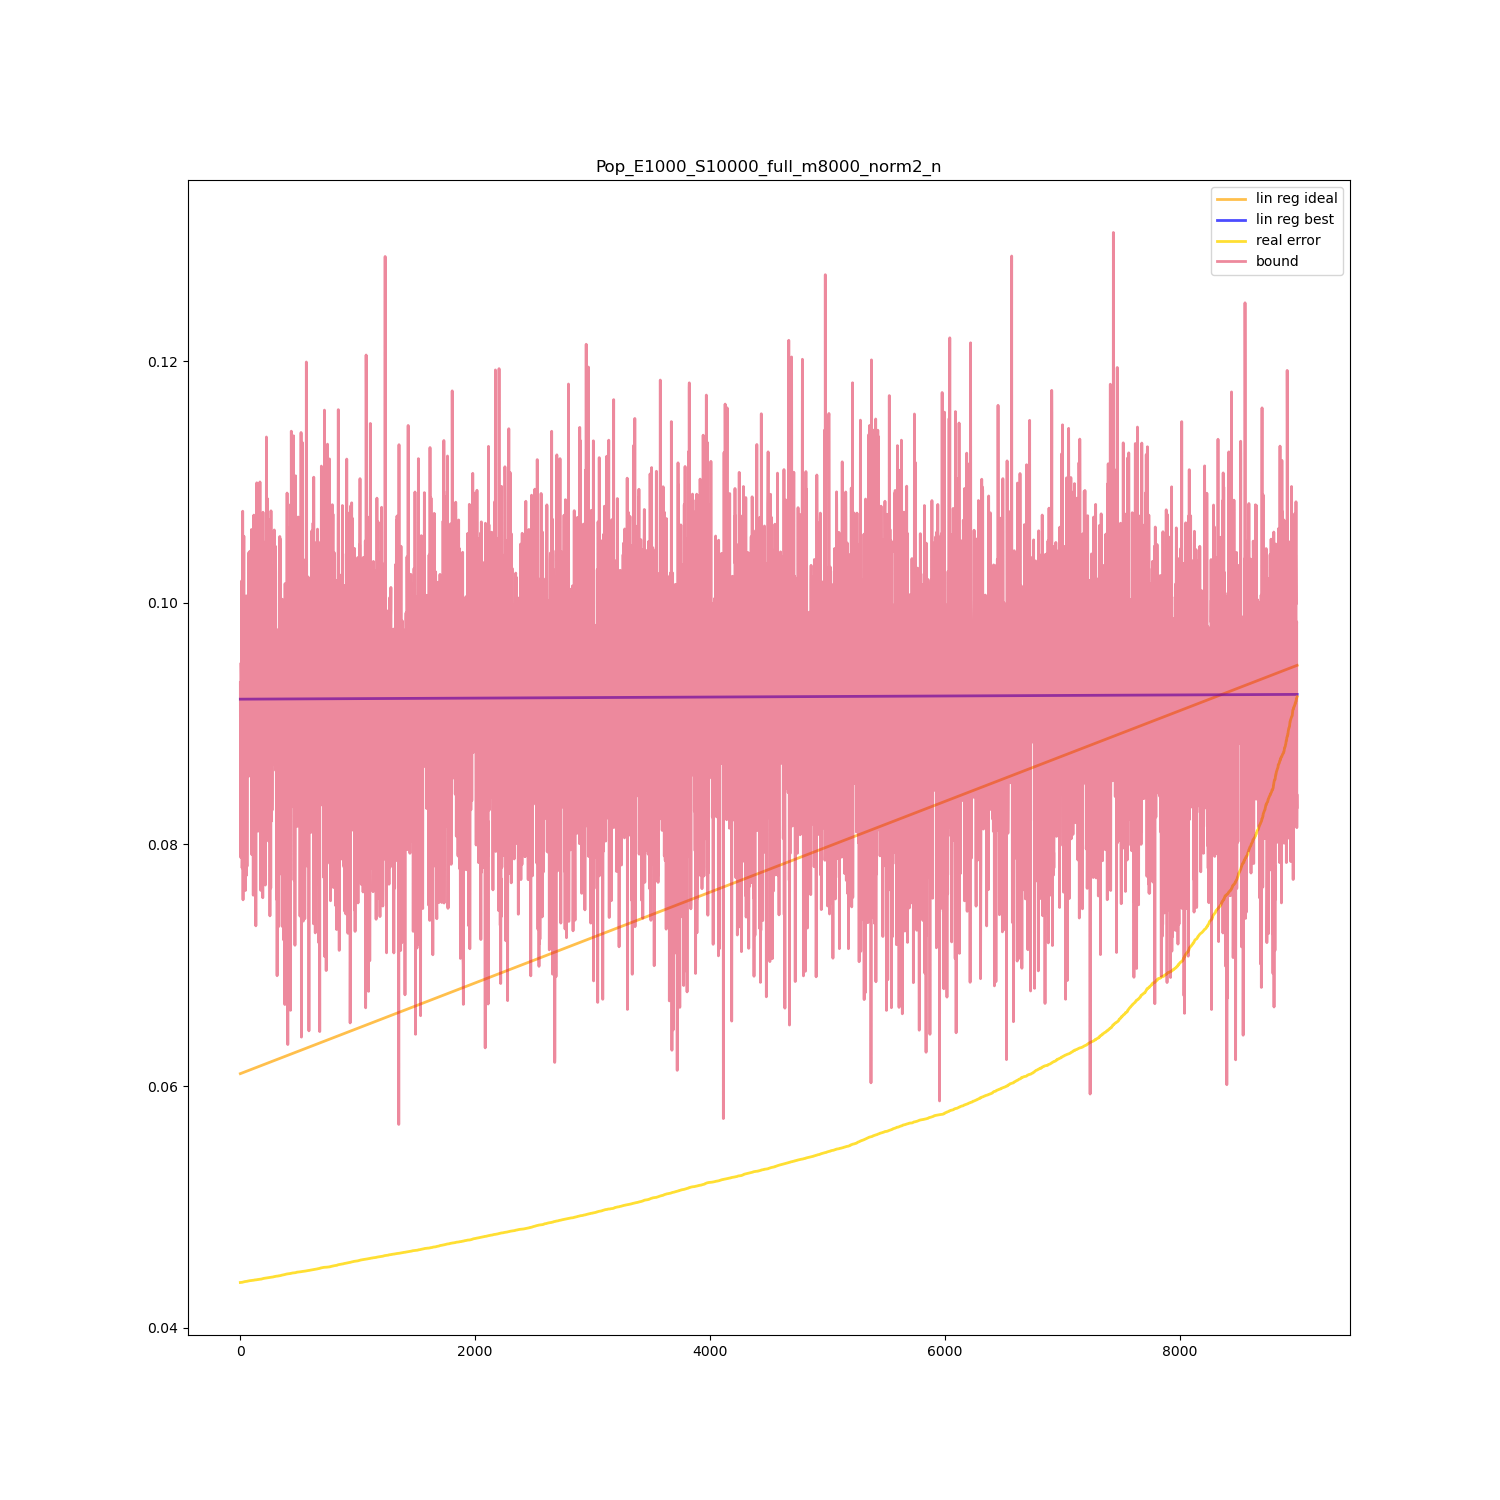 Pop_E1000_S10000_full_m8000_norm2_n
lin reg ideal
lin reg best
real error
bound
0.12
0.10
0.08
0.06
0.04
0
2000
4000
6000
8000